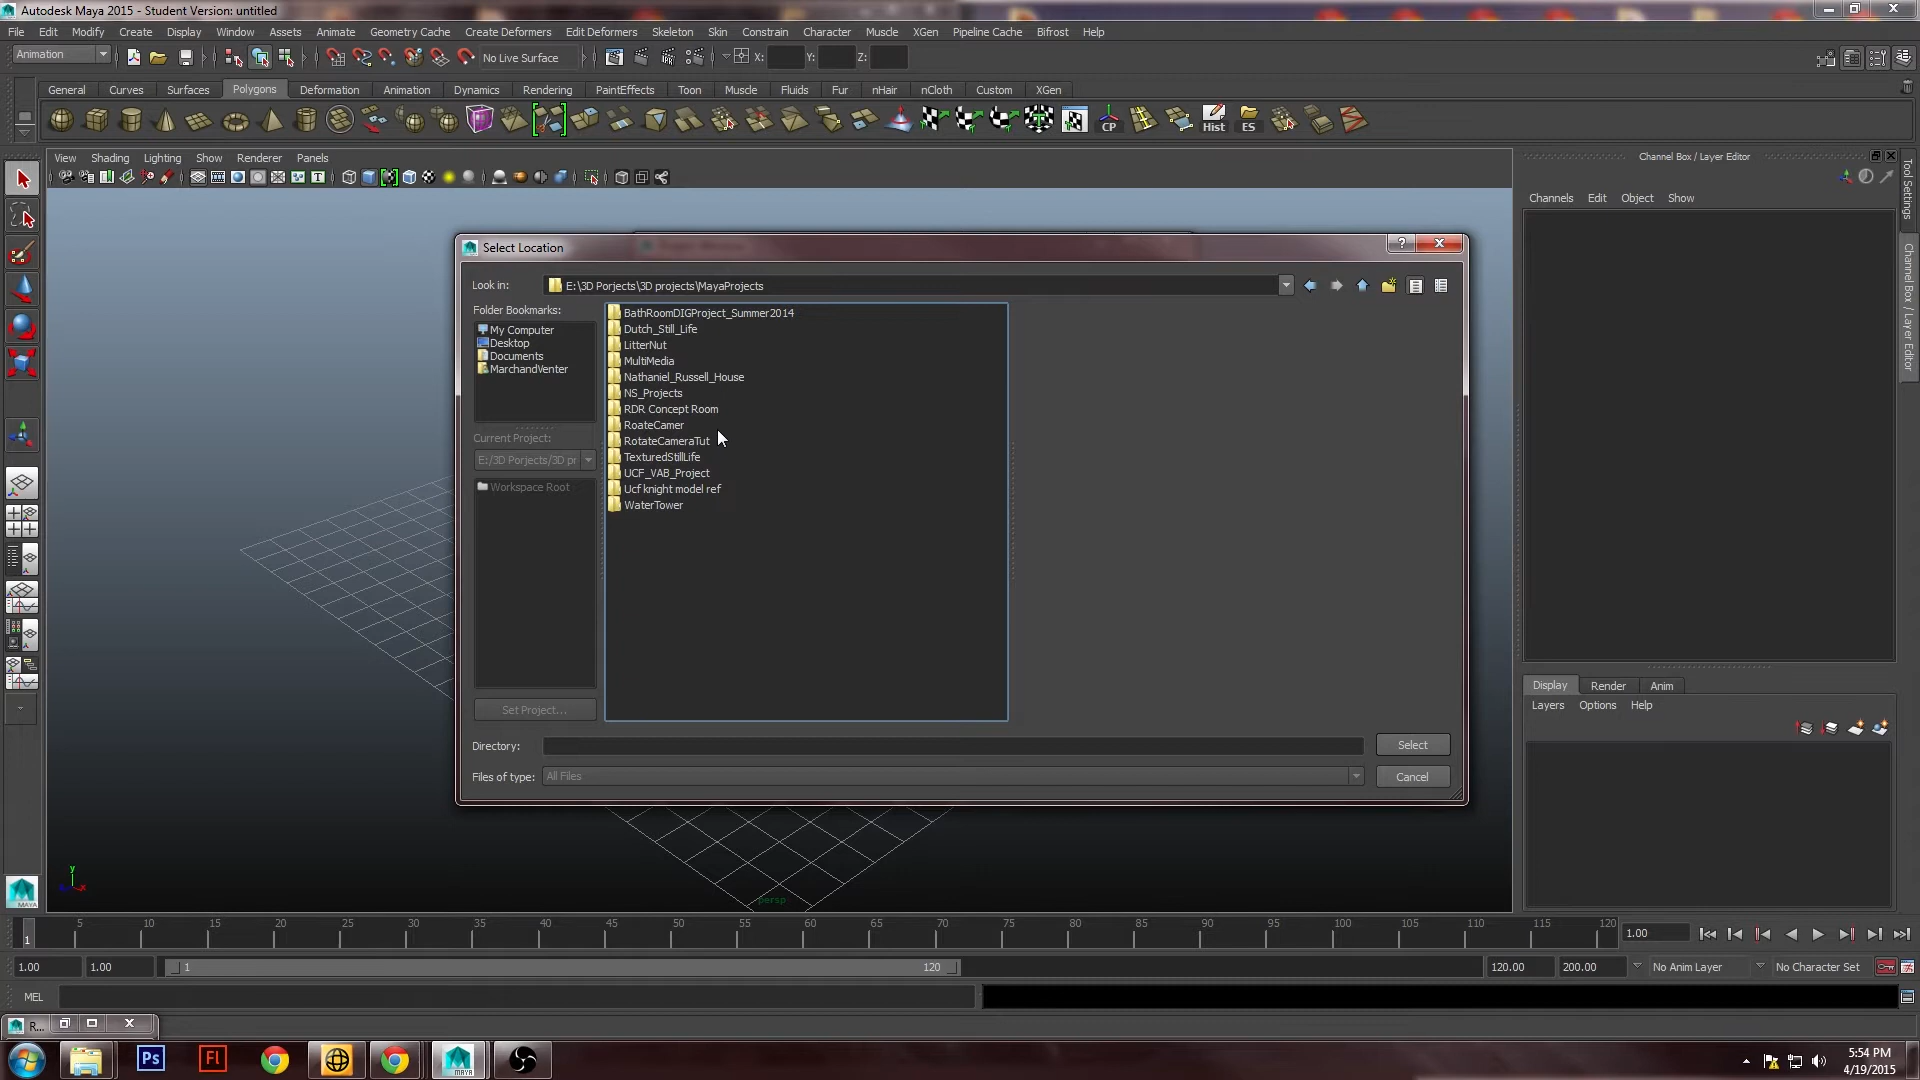 Autodesk Maya 2015 - Student Version: untitled
File Edit Modify Create Display Window Assets Animate Geometry Cache Create Deformers Edit Deformers Skeleton Skin Constrain Character Muscle XGen Pipeline Cache Bifrost Help
Animation No Live Surface X: Y: Z:
General Curves Surfaces Polygons Deformation Animation Dynamics Rendering PaintEffects Toon Muscle Fluids Fur nHair nCloth Custom XGen
CP Hist ES
View Shading Lighting Show Renderer Panels
Channel Box / Layer Editor
Channels Edit Object Show
Tool Settings
Channel Box / Layer Editor
Select Location
Look in: E:\3D Porjects\3D projects\MayaProjects
Folder Bookmarks:
My Computer
Desktop
Documents
MarchandVenter
Current Project:
E:/3D Porjects/3D pr
Workspace Root
Set Project...
BathRoomDIGProject_Summer2014
Dutch_Still_Life
LitterNut
MultiMedia
Nathaniel_Russell_House
NS_Projects
RDR Concept Room
RoateCamer
RotateCameraTut
TexturedStillLife
UCF_VAB_Project
Ucf knight model ref
WaterTower
Directory: Select
Files of type: All Files Cancel
Display Render Anim
Layers Options Help
y
persp
MAYA
1 5 10 15 20 25 30 35 40 45 50 55 60 65 70 75 80 85 90 95 100 105 110 115 120 1.00
1.00 1.00 1 120 120.00 200.00 No Anim Layer No Character Set
MEL
R...
Ps Fl MAYA
5:54 PM
4/19/2015